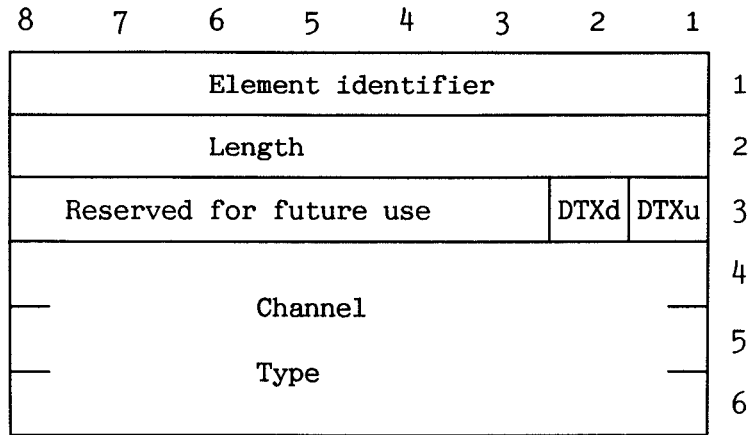 8 7 6 5 4 3 2 1
Element identifier 1
Length 2
Reserved for future use DTXd DTXu 3
4
Channel
5
Type
6